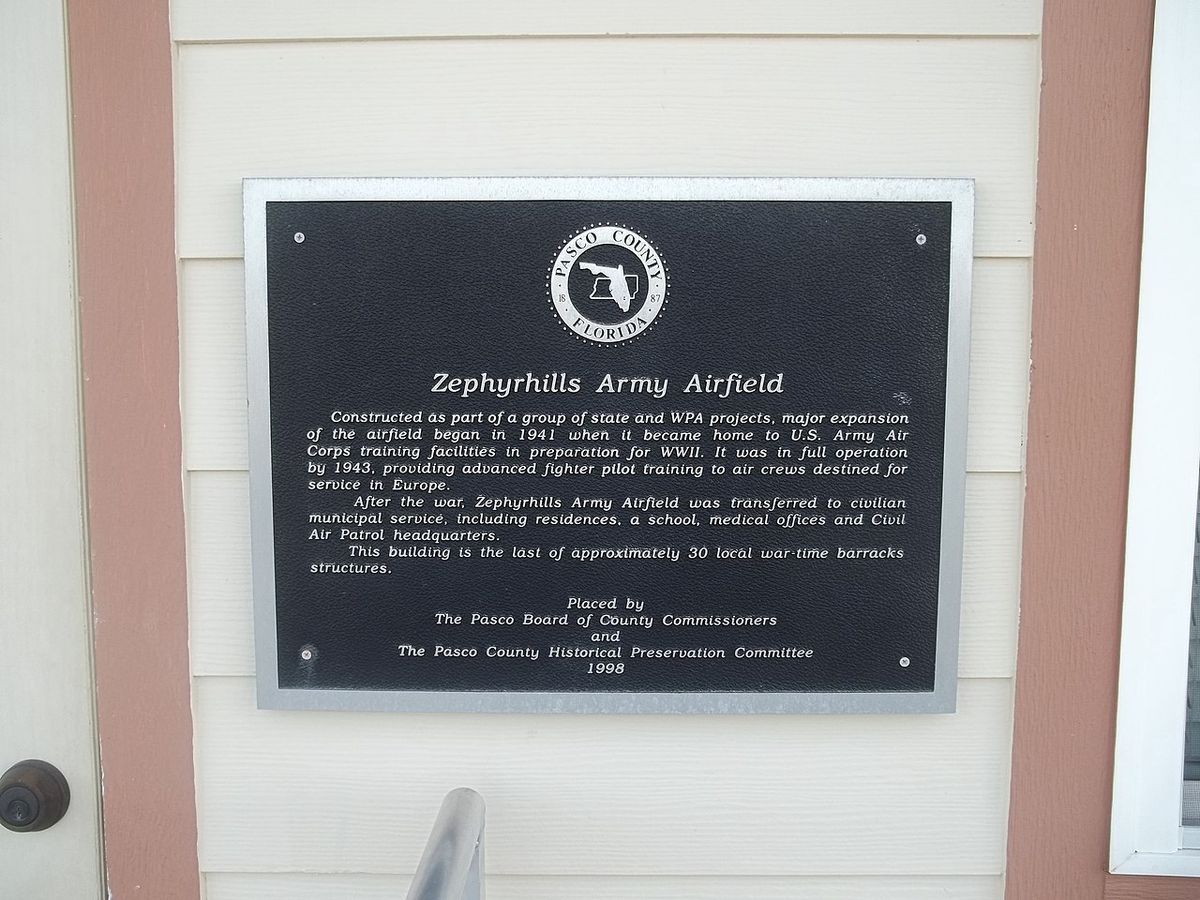 PASCO COUNTY
18 87
FLORIDA
Zephyrhills Army Airfield
Constructed as part of a group of state and WPA projects, major expansion
of the airfield began in 1941 when it became home to U.S. Army Air
Corps training facilities in preparation for WWII. It was in full operation
by 1943, providing advanced fighter pilot training to air crews destined for
service in Europe.
After the war, Zephyrhills Army Airfield was transferred to civilian
municipal service, including residences, a school, medical offices and Civil
Air Patrol headquarters.
This building is the last of approximately 30 local war-time barracks
structures.
Placed by
The Pasco Board of County Commissioners
and
The Pasco County Historical Preservation Committee
1998